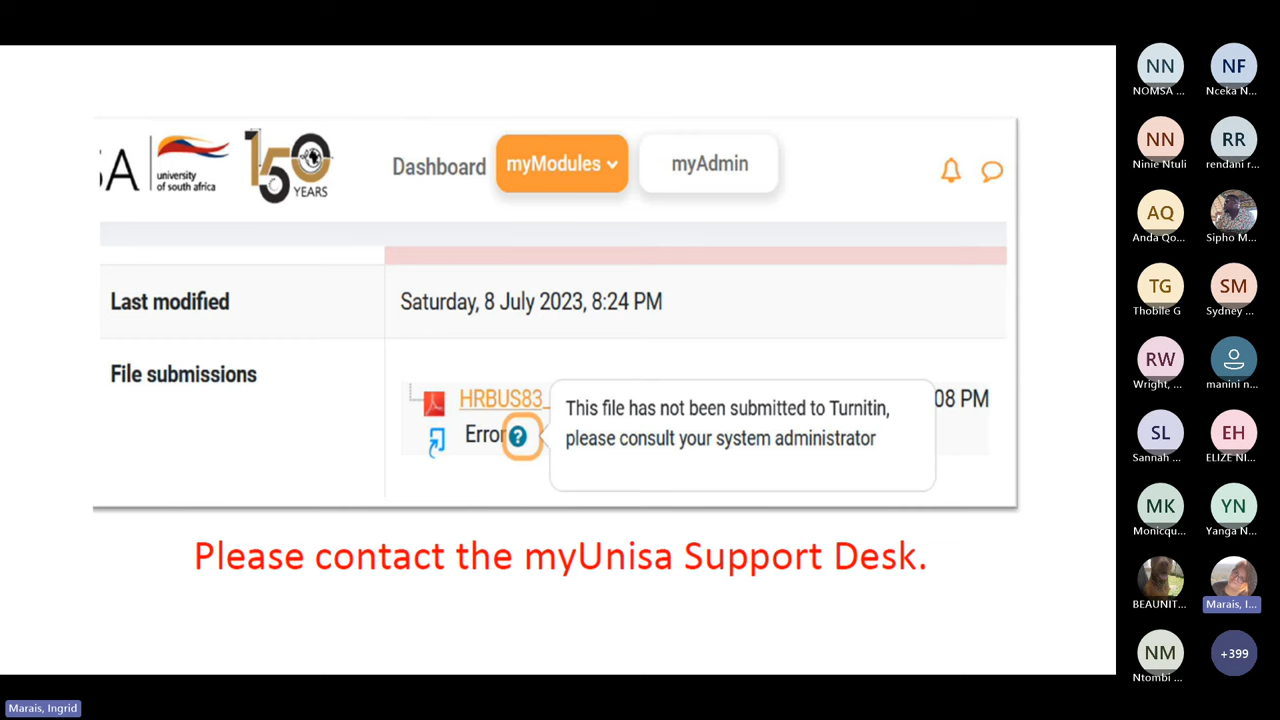 SA
university
of south africa
150
YEARS
Dashboard
myModules
myAdmin
Last modified
Saturday, 8 July 2023, 8:24 PM
File submissions
HRBUS83_
08 PM
Error
?
This file has not been submitted to Turnitin,
please consult your system administrator
Please contact the myUnisa Support Desk.
NN
NOMSA ...
NF
Nceka N...
NN
Ninie Ntuli
RR
rendani r...
AQ
Anda Qo...
Sipho M...
TG
Thobile G
SM
Sydney ...
RW
Wright, ...
manini n...
SL
Sannah ...
EH
ELIZE NI...
MK
Monicqu...
YN
Yanga N...
BEAUNIT...
Marais, I...
NM
Ntombi ...
+399
Marais, Ingrid